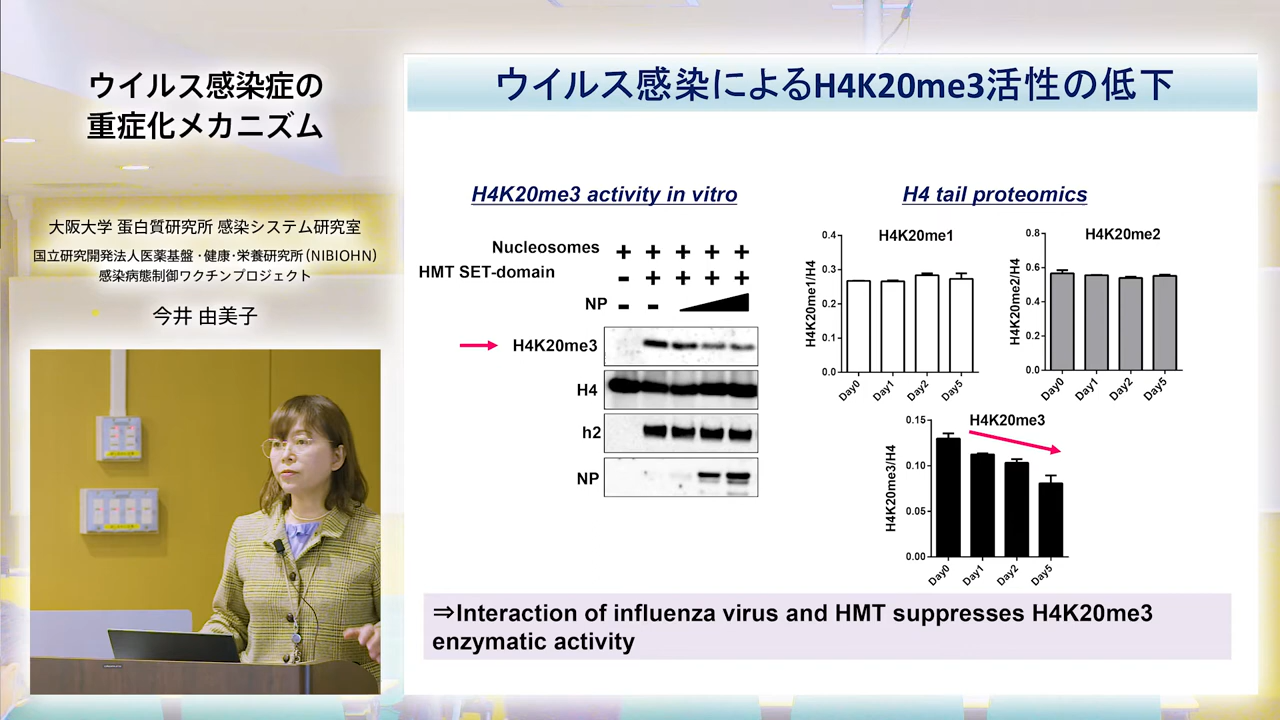 ウイルス感染症の
重症化メカニズム
大阪大学 蛋白質研究所 感染システム研究室
国立研究開発法人医薬基盤・健康・栄養研究所(NIBIOHN)
感染病態制御ワクチンプロジェクト
今井 由美子
ウイルス感染によるH4K20me3活性の低下
H4K20me3 activity in vitro
Nucleosomes + + + + +
HMT SET-domain - + + + +
NP - -
H4K20me3
H4
h2
NP
H4 tail proteomics
H4K20me1
H4K20me1/H4
0.4
0.3
0.2
0.1
0.0
Day0 Day1 Day2 Day5
H4K20me2
H4K20me2/H4
0.8
0.6
0.4
0.2
0.0
Day0 Day1 Day2 Day5
H4K20me3
H4K20me3/H4
0.15
0.10
0.05
0.00
Day0 Day1 Day2 Day5
⇒Interaction of influenza virus and HMT suppresses H4K20me3
enzymatic activity